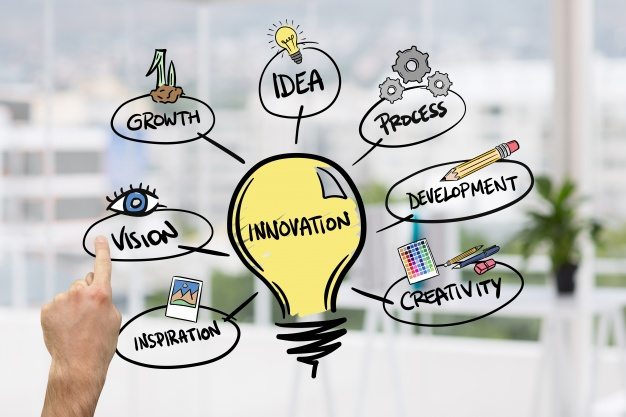 IDEA
GROWTH
PROCESS
DEVELOPMENT
VISION
INNOVATION
CREATIVITY
INSPIRATION